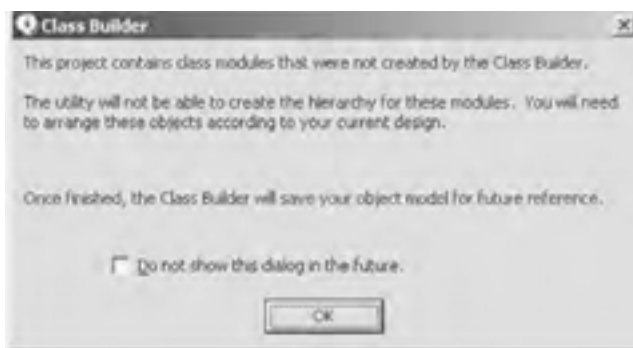 Class Builder
This project contains class modules that were not created by the Class Builder.
The utility will not be able to create the hierarchy for these modules. You will need
to arrange these objects according to your current design.
Once finished, the Class Builder will save your object model for future reference.
Do not show this dialog in the future.
OK